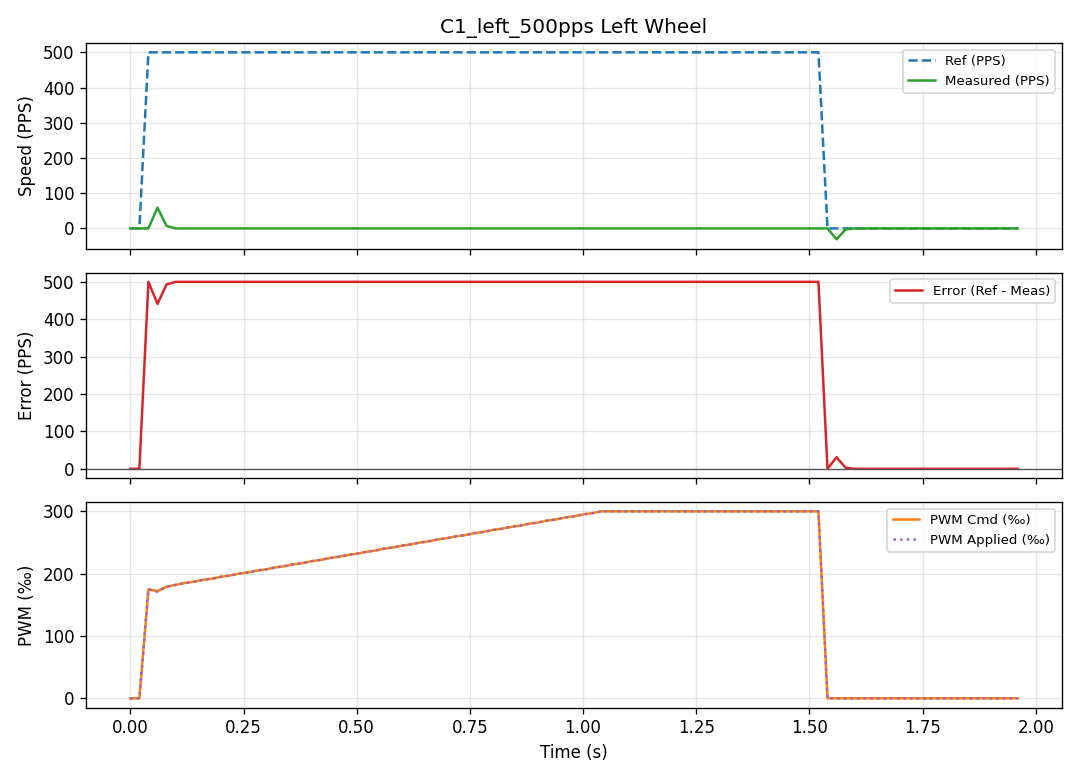 C1_left_500pps Left Wheel
500
400
300
200
100
0
Speed (PPS)
Ref (PPS)
Measured (PPS)
500
400
300
200
100
0
Error (PPS)
Error (Ref - Meas)
300
200
100
0
PWM (‰)
PWM Cmd (‰)
PWM Applied (‰)
0.00
0.25
0.50
0.75
1.00
1.25
1.50
1.75
2.00
Time (s)